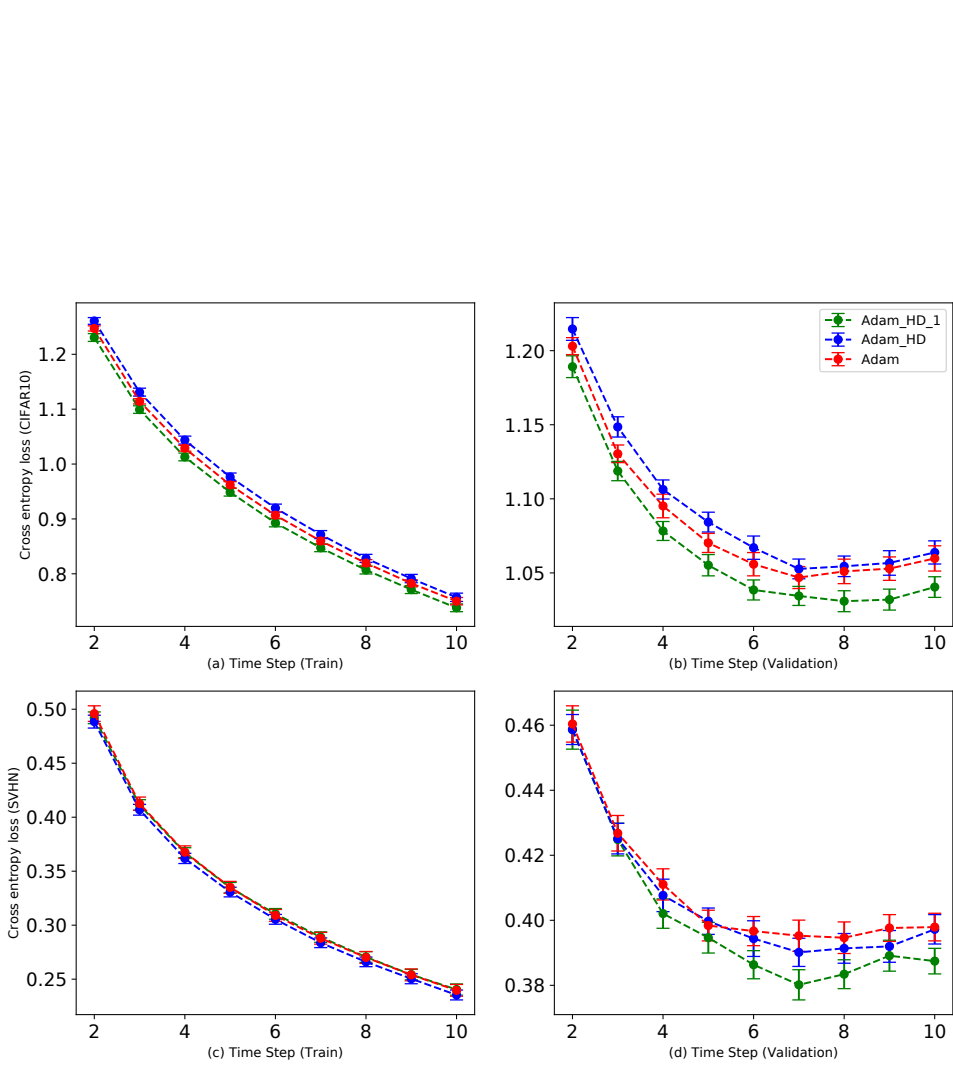 Cross entropy loss (CIFAR10)
1.2
1.1
1.0
0.9
0.8
2 4 6 8 10
(a) Time Step (Train)
Adam_HD_1
Adam_HD
Adam
1.20
1.15
1.10
1.05
2 4 6 8 10
(b) Time Step (Validation)
Cross entropy loss (SVHN)
0.50
0.45
0.40
0.35
0.30
0.25
2 4 6 8 10
(c) Time Step (Train)
0.46
0.44
0.42
0.40
0.38
2 4 6 8 10
(d) Time Step (Validation)